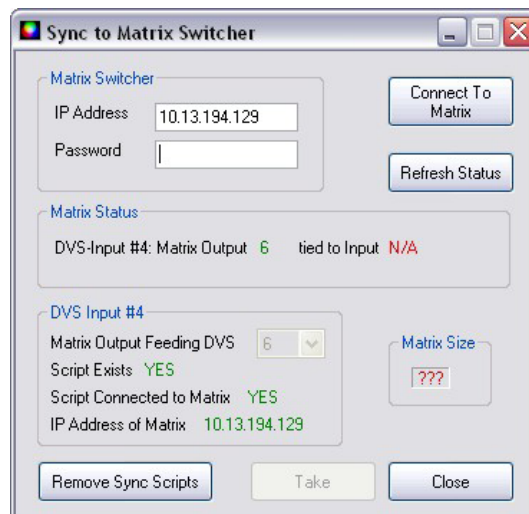 Sync to Matrix Switcher
Matrix Switcher
IP Address 10.13.194.129
Password
Connect To
Matrix
Refresh Status
Matrix Status
DVS-Input #4: Matrix Output 6 tied to Input N/A
DVS Input #4
Matrix Output Feeding DVS 6
Script Exists YES
Script Connected to Matrix YES
IP Address of Matrix 10.13.194.129
Matrix Size
???
Remove Sync Scripts
Take
Close